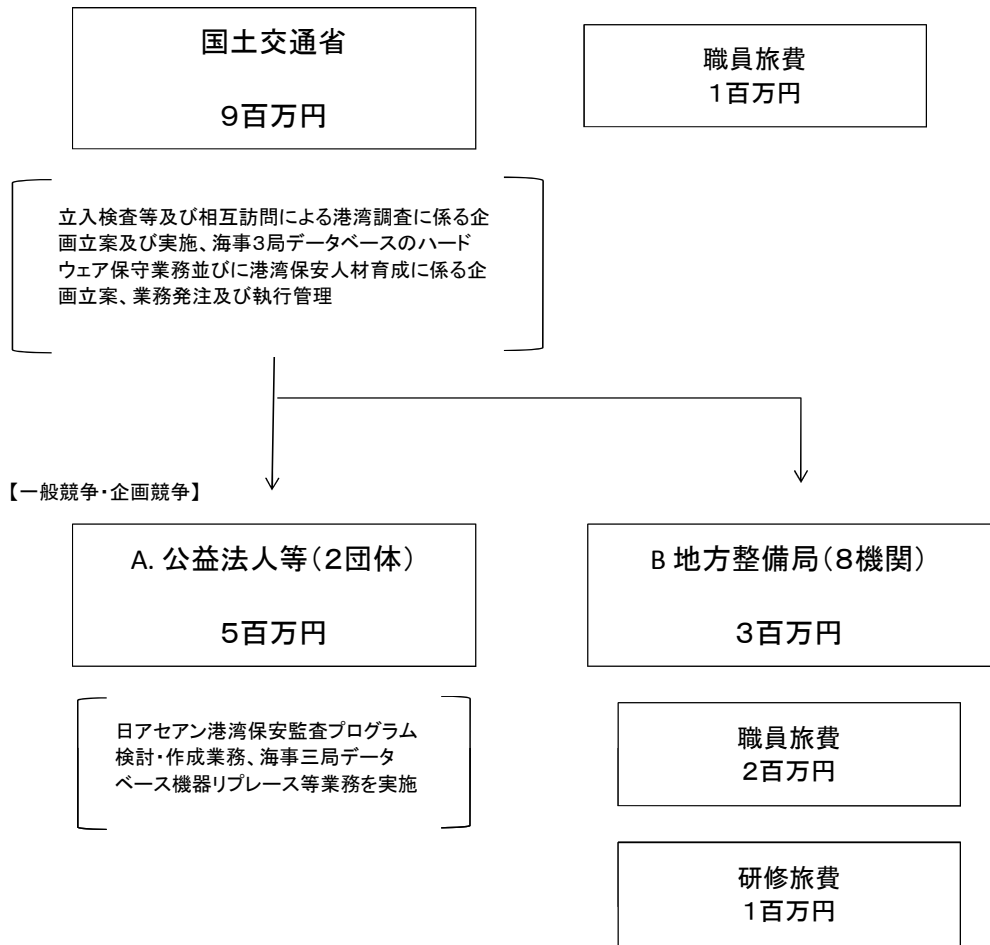 国土交通省
9百万円
職員旅費
1百万円
立入検査等及び相互訪問による港湾調査に係る企
画立案及び実施、海事3局データベースのハード
ウェア保守業務並びに港湾保安人材育成に係る企
画立案、業務発注及び執行管理
【一般競争・企画競争】
A. 公益法人等(2団体)
5百万円
B 地方整備局(8機関)
3百万円
日アセアン港湾保安監査プログラム
検討・作成業務、海事三局データ
ベース機器リプレース等業務を実施
職員旅費
2百万円
研修旅費
1百万円